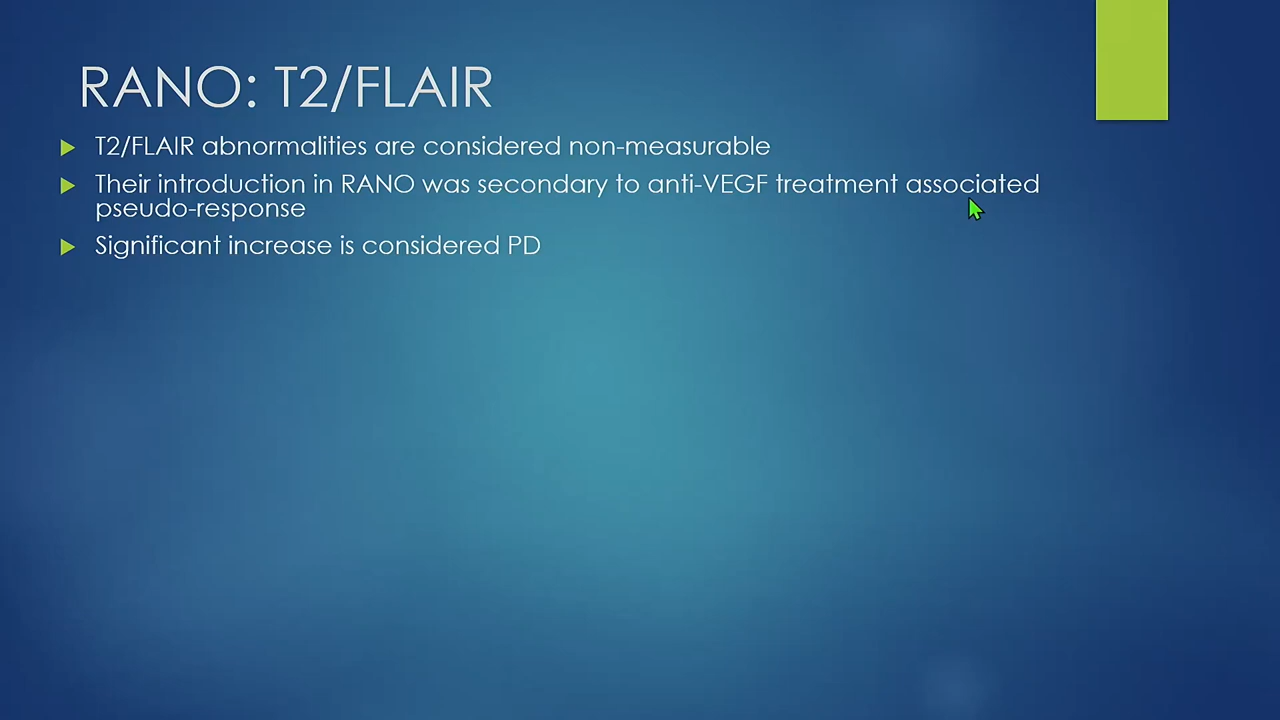 RANO: T2/FLAIR
T2/FLAIR abnormalities are considered non-measurable
Their introduction in RANO was secondary to anti-VEGF treatment associated
pseudo-response
Significant increase is considered PD